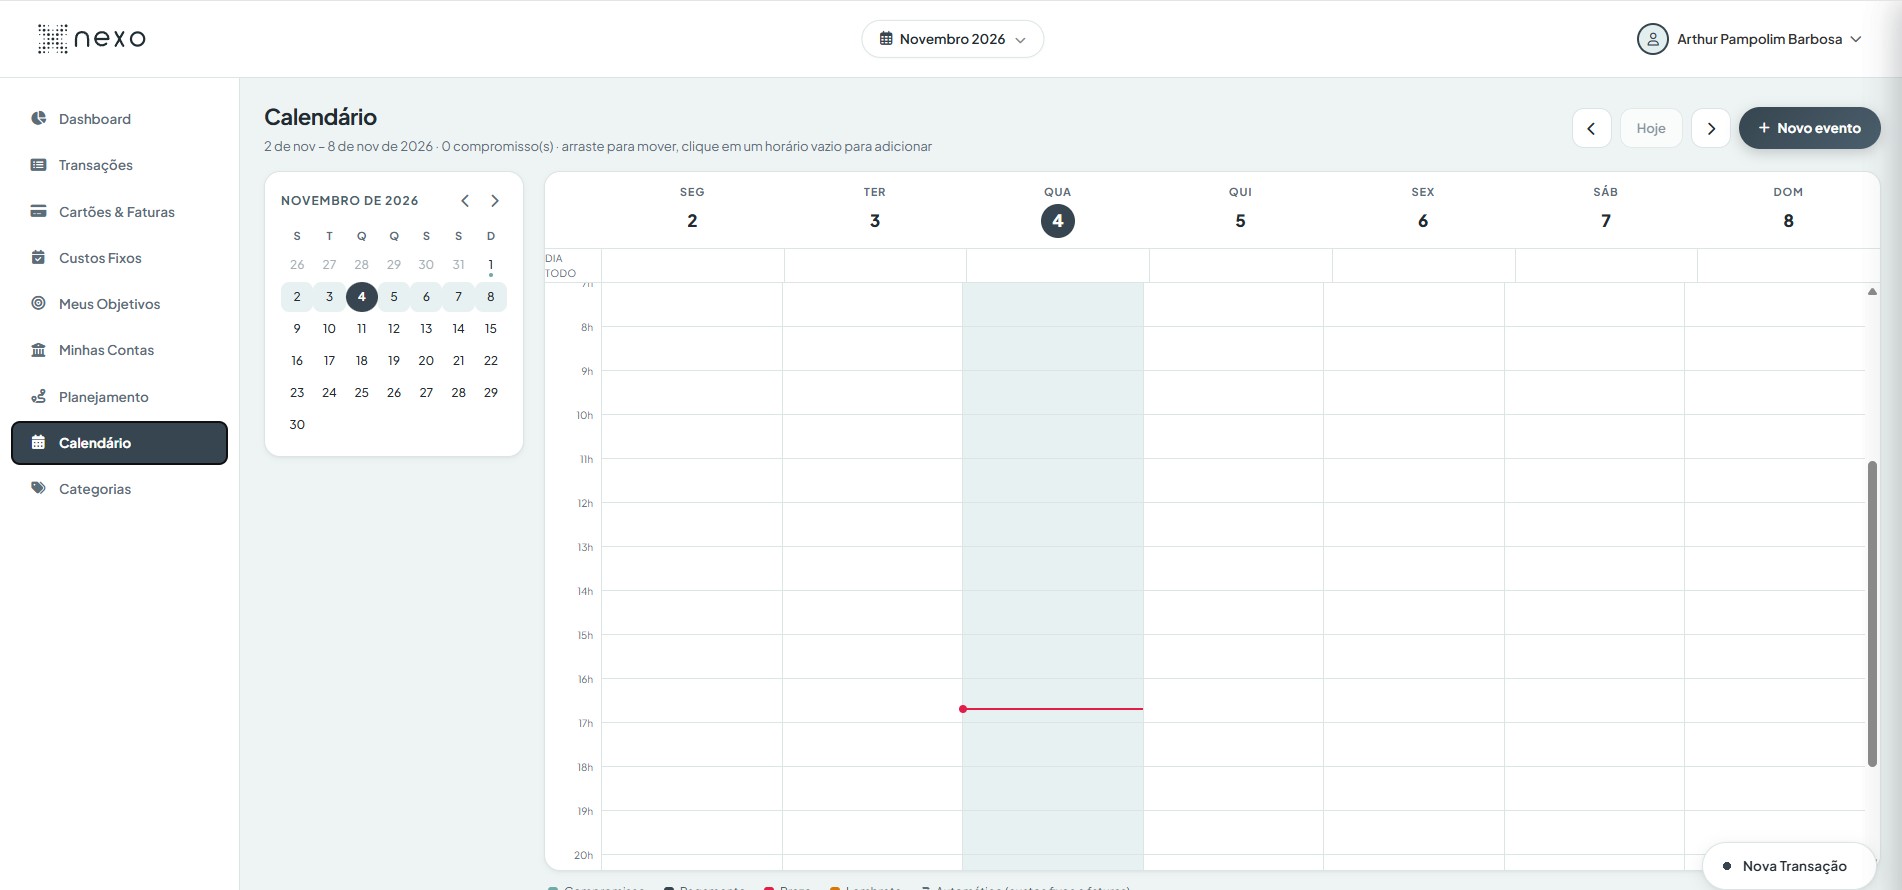 nexo
Novembro 2026
Arthur Pampolim Barbosa
Dashboard
Transações
Cartões & Faturas
Custos Fixos
Meus Objetivos
Minhas Contas
Planejamento
Calendário
Categorias
Calendário
2 de nov – 8 de nov de 2026 · 0 compromisso(s) · arraste para mover, clique em um horário vazio para adicionar
Hoje
+ Novo evento
NOVEMBRO DE 2026
S T Q Q S S D
26 27 28 29 30 31 1
2 3 4 5 6 7 8
9 10 11 12 13 14 15
16 17 18 19 20 21 22
23 24 25 26 27 28 29
30
SEG TER QUA QUI SEX SÁB DOM
2 3 4 5 6 7 8
DIA
TODO
7h
8h
9h
10h
11h
12h
13h
14h
15h
16h
17h
18h
19h
20h
Nova Transação